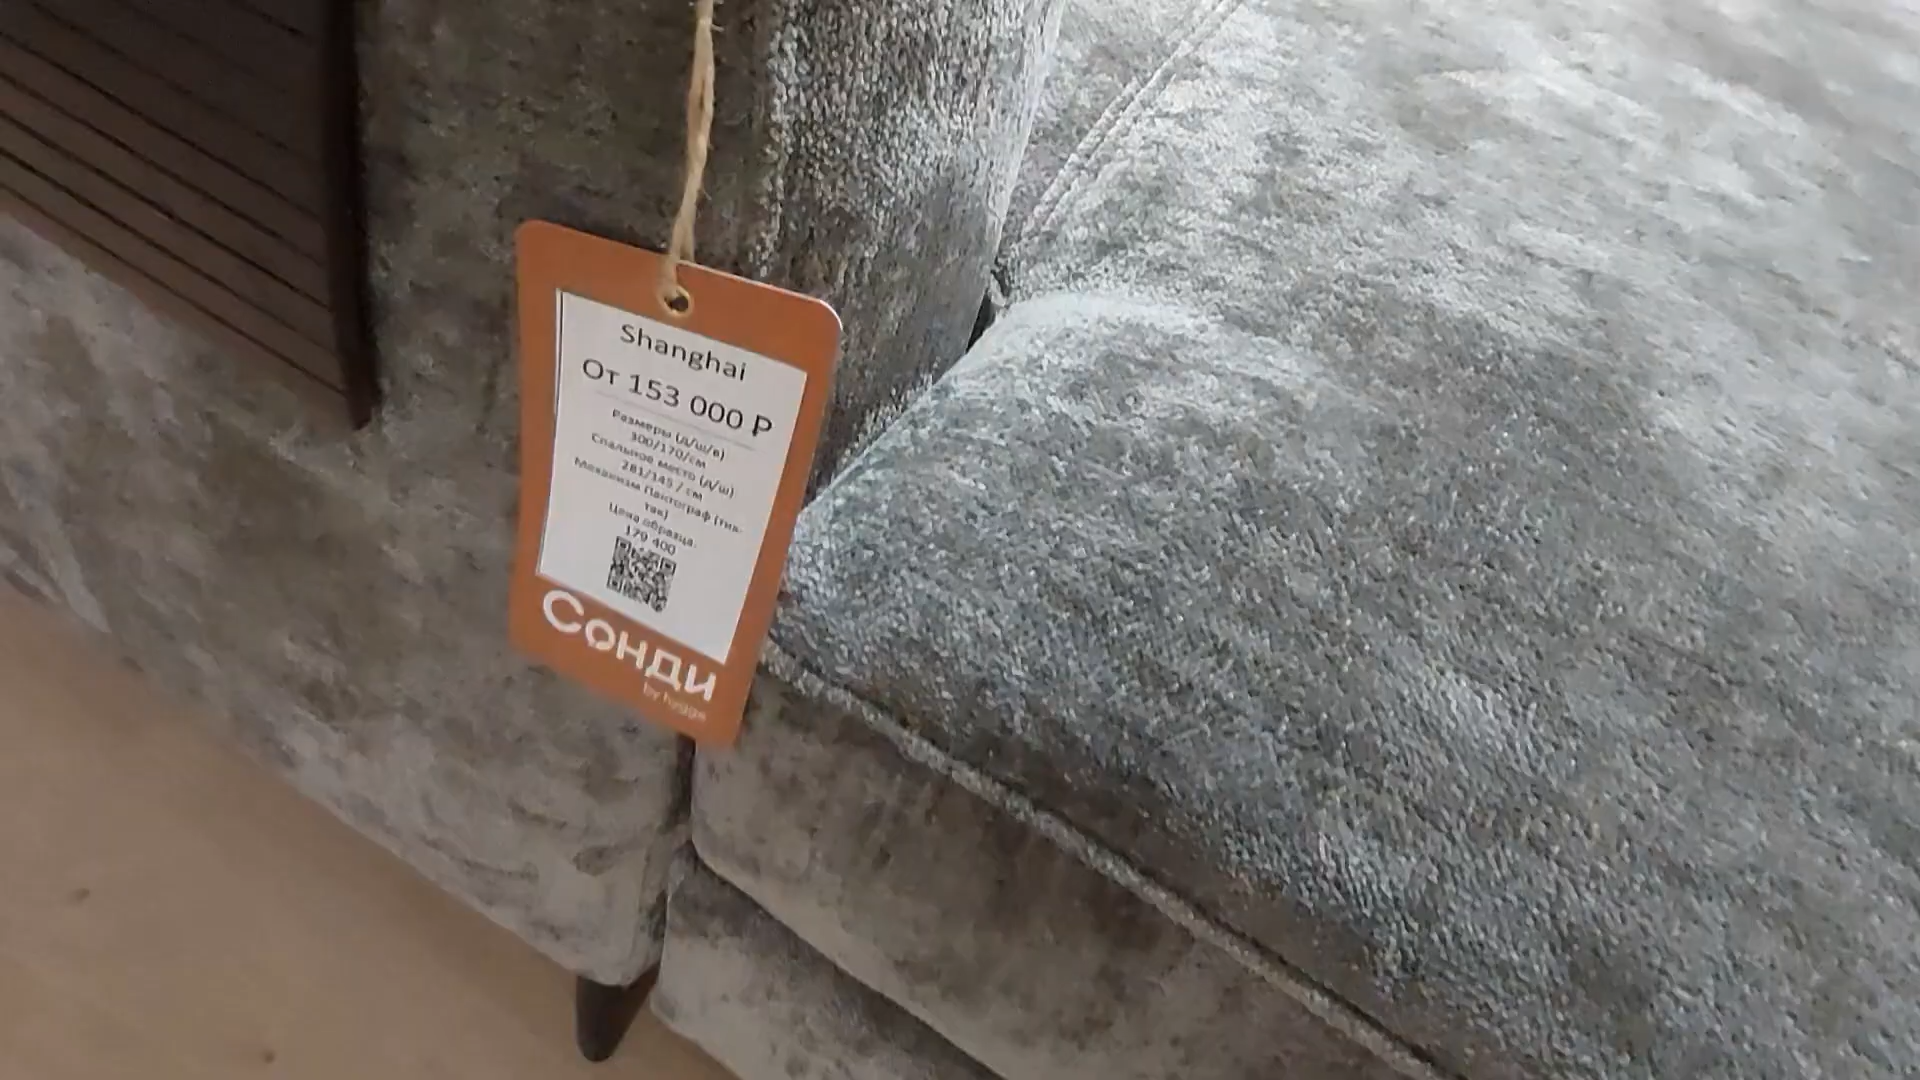 Shanghai
От 153 000 ₽
Размеры (д/ш/в)
300/170/см
Спальное место (д/ш)
281/145 / см
Механизм Пантограф (тик-
так)
Цена образца:
179 400
Сонди
by hygge